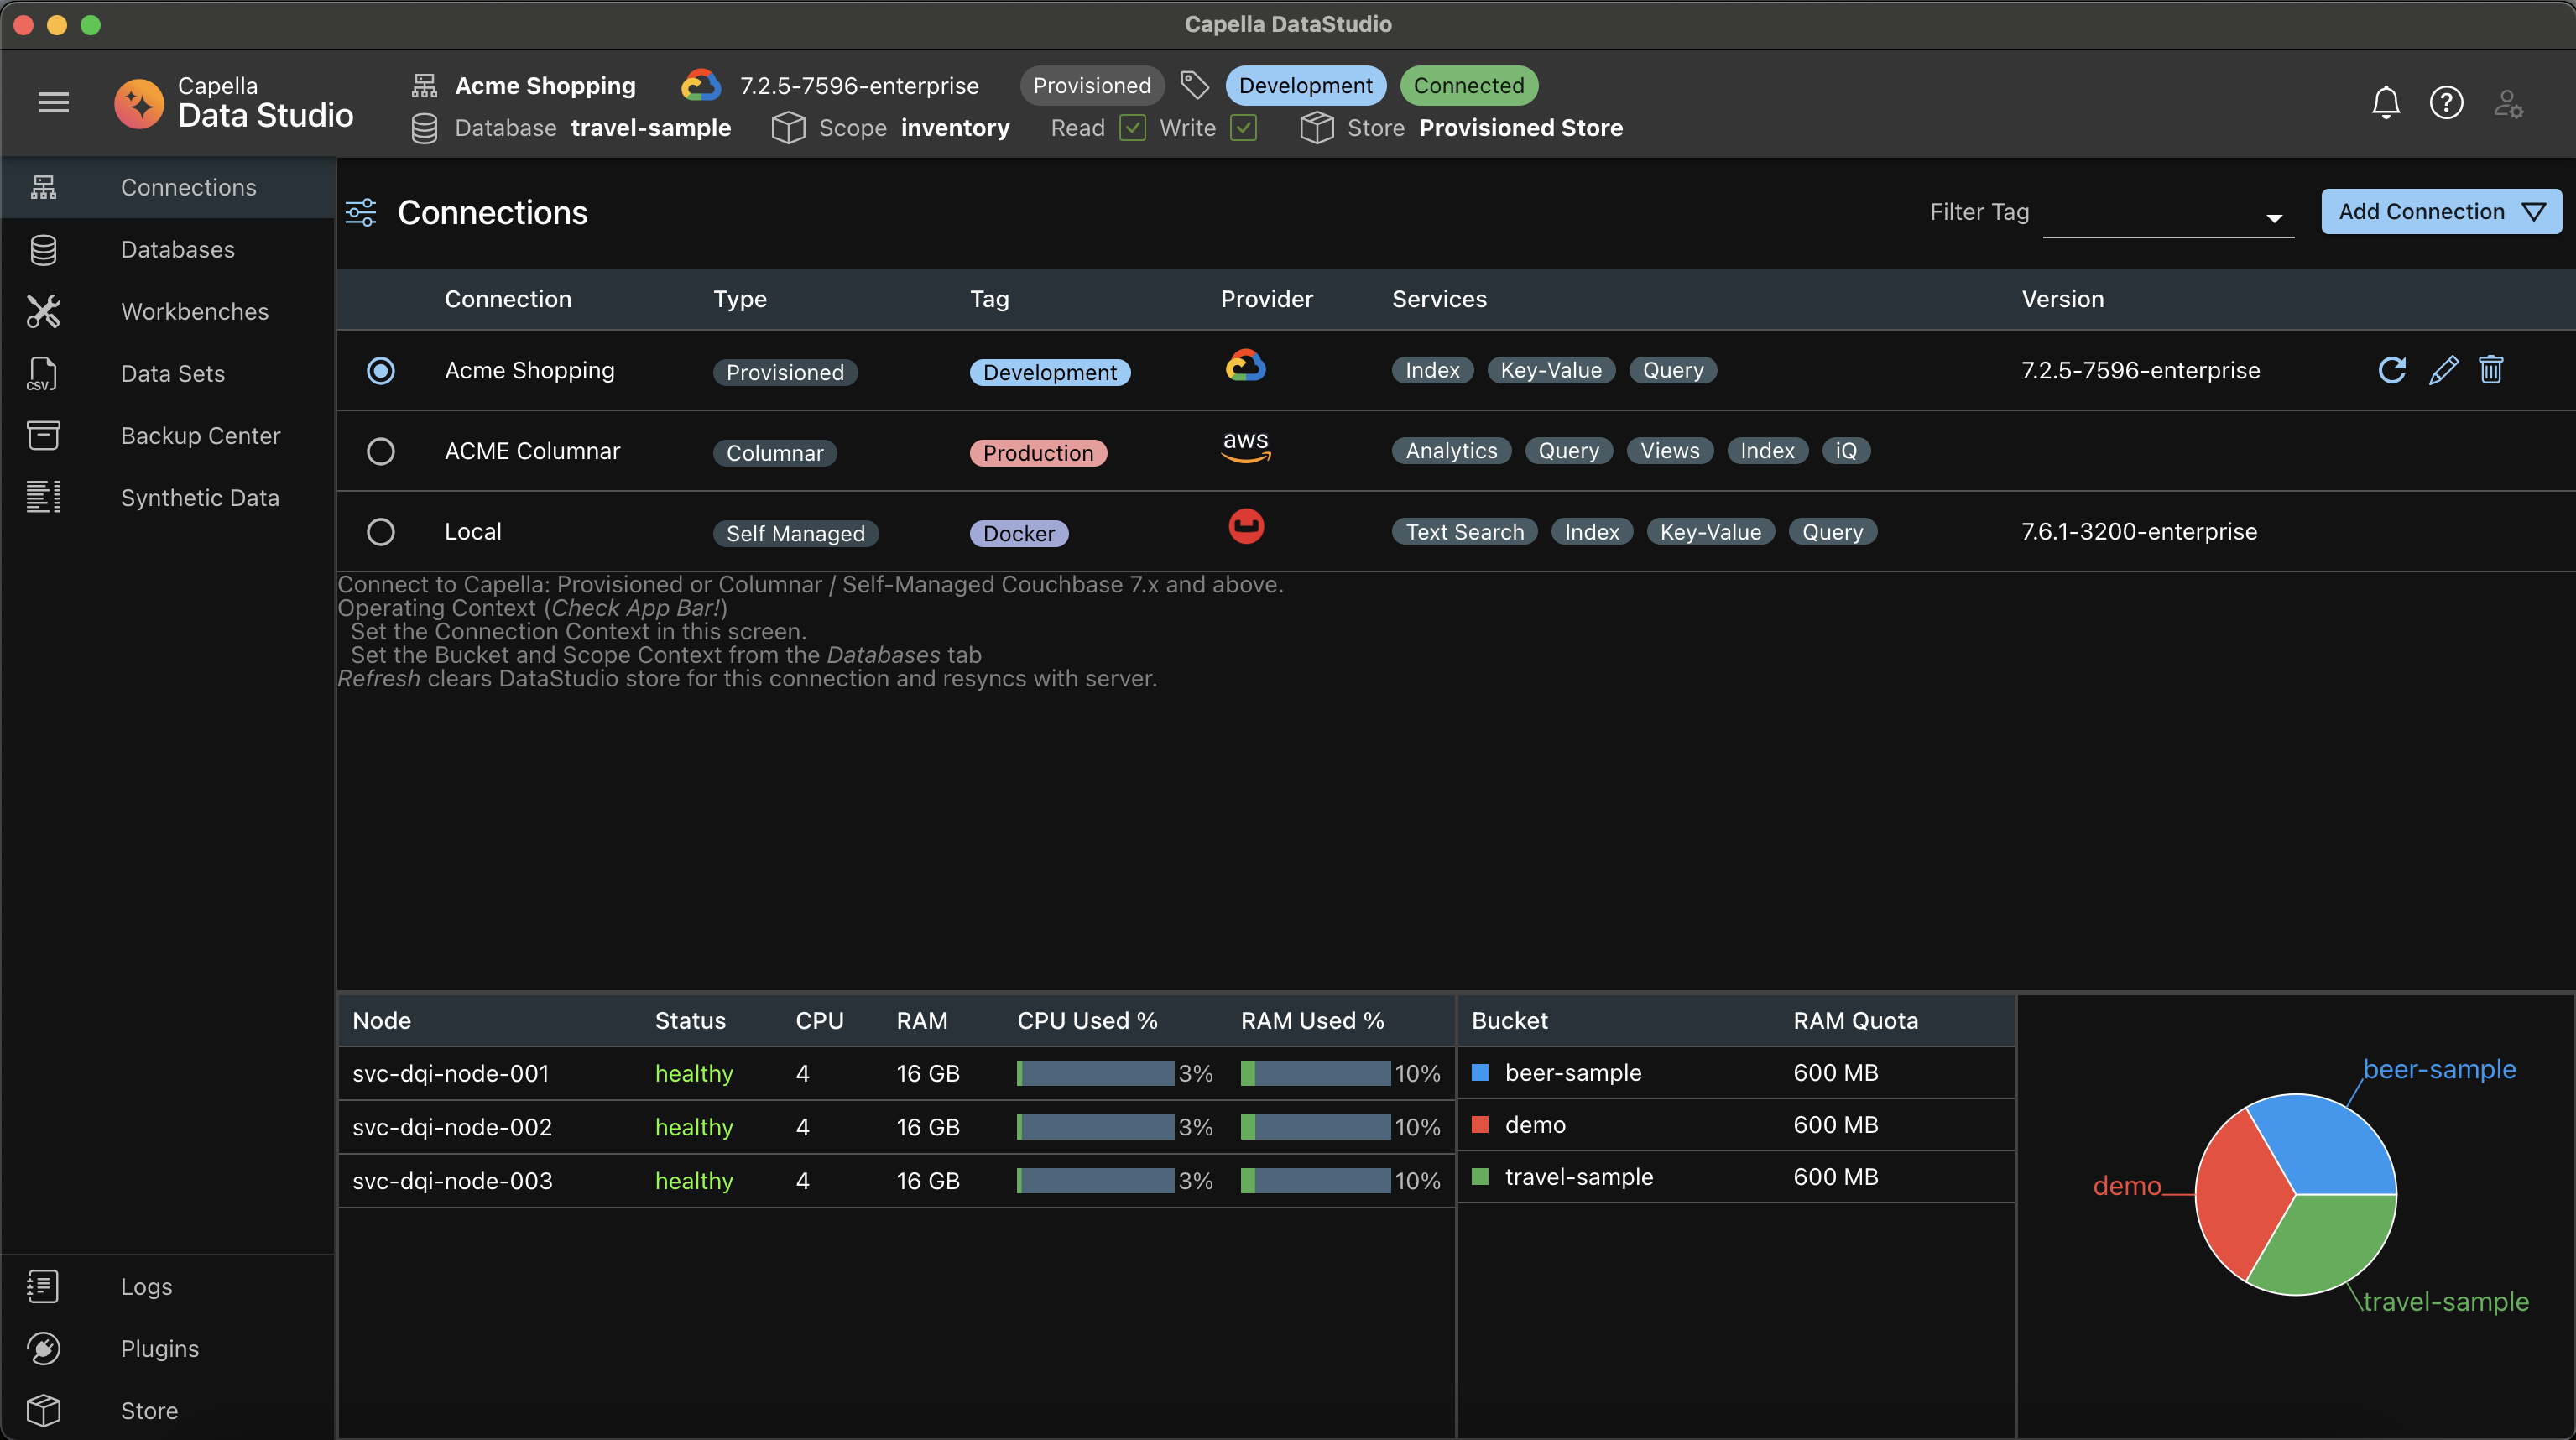 Capella DataStudio
Capella
Data Studio
Acme Shopping 7.2.5-7596-enterprise Provisioned Development Connected
Database travel-sample Scope inventory Read Write Store Provisioned Store
Connections
Databases
Workbenches
CSV Data Sets
Backup Center
Synthetic Data
Logs
Plugins
Store
Connections Filter Tag Add Connection
Connection Type Tag Provider Services Version
Acme Shopping Provisioned Development Index Key-Value Query 7.2.5-7596-enterprise
ACME Columnar Columnar Production aws Analytics Query Views Index iQ
Local Self Managed Docker Text Search Index Key-Value Query 7.6.1-3200-enterprise
Connect to Capella: Provisioned or Columnar / Self-Managed Couchbase 7.x and above.
Operating Context (Check App Bar!)
Set the Connection Context in this screen.
Set the Bucket and Scope Context from the Databases tab
Refresh clears DataStudio store for this connection and resyncs with server.
Node Status CPU RAM CPU Used % RAM Used %
svc-dqi-node-001 healthy 4 16 GB 3% 10%
svc-dqi-node-002 healthy 4 16 GB 3% 10%
svc-dqi-node-003 healthy 4 16 GB 3% 10%
Bucket RAM Quota
beer-sample 600 MB
demo 600 MB
travel-sample 600 MB
beer-sample
demo
travel-sample